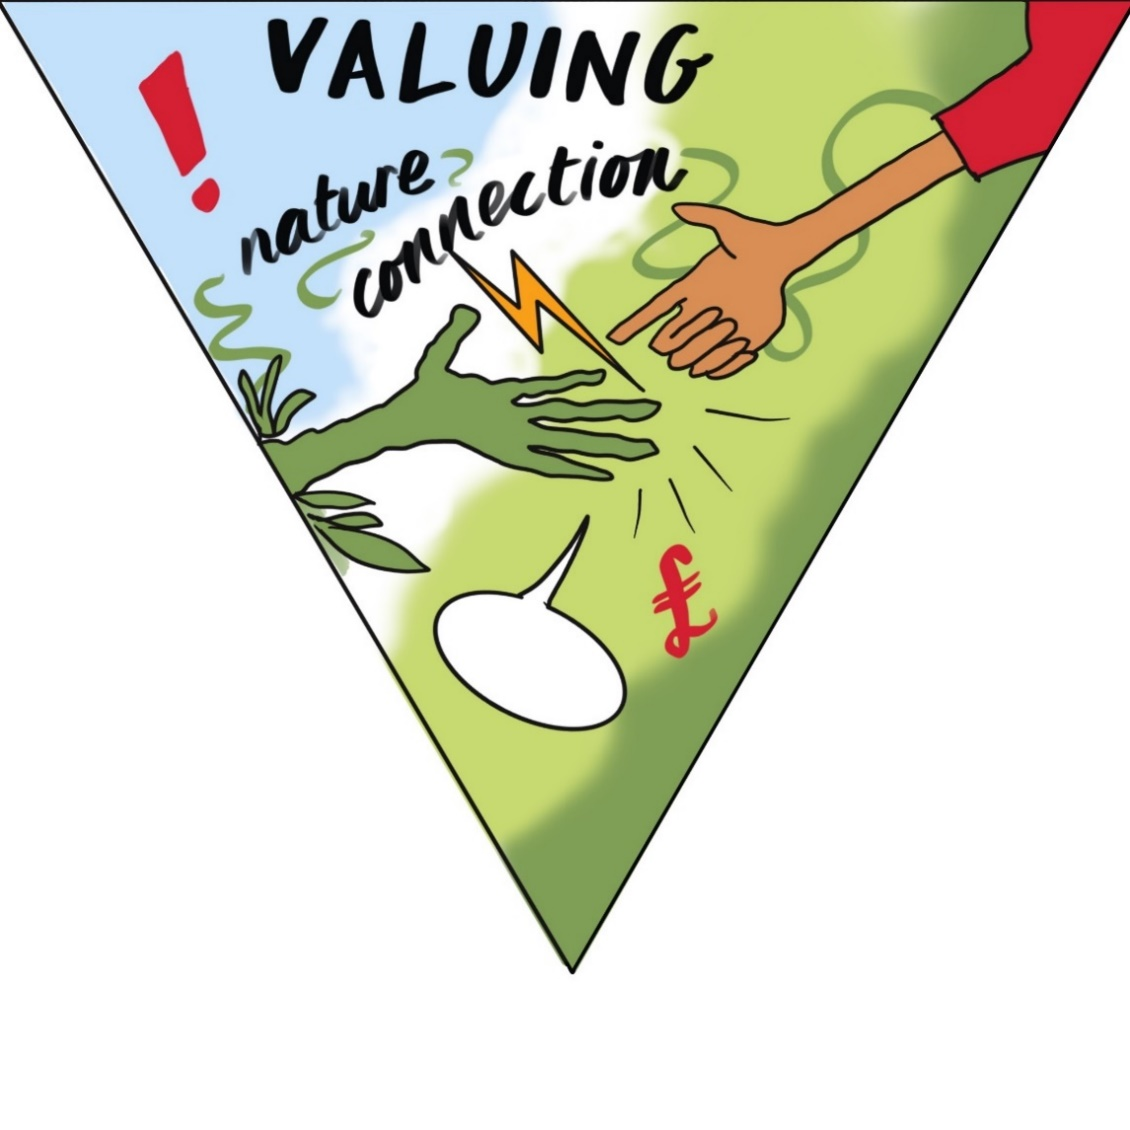 !
VALUING
nature
connection
£